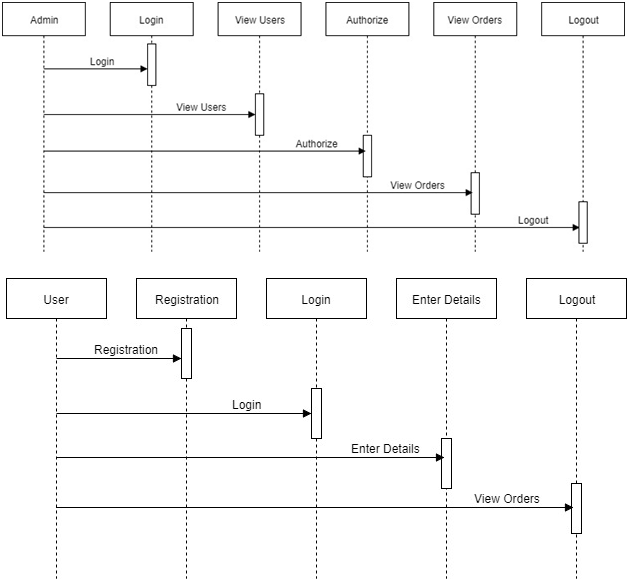 Admin
Login
View Users
Authorize
View Orders
Logout
Login
View Users
Authorize
View Orders
Logout
User
Registration
Login
Enter Details
Logout
Registration
Login
Enter Details
View Orders